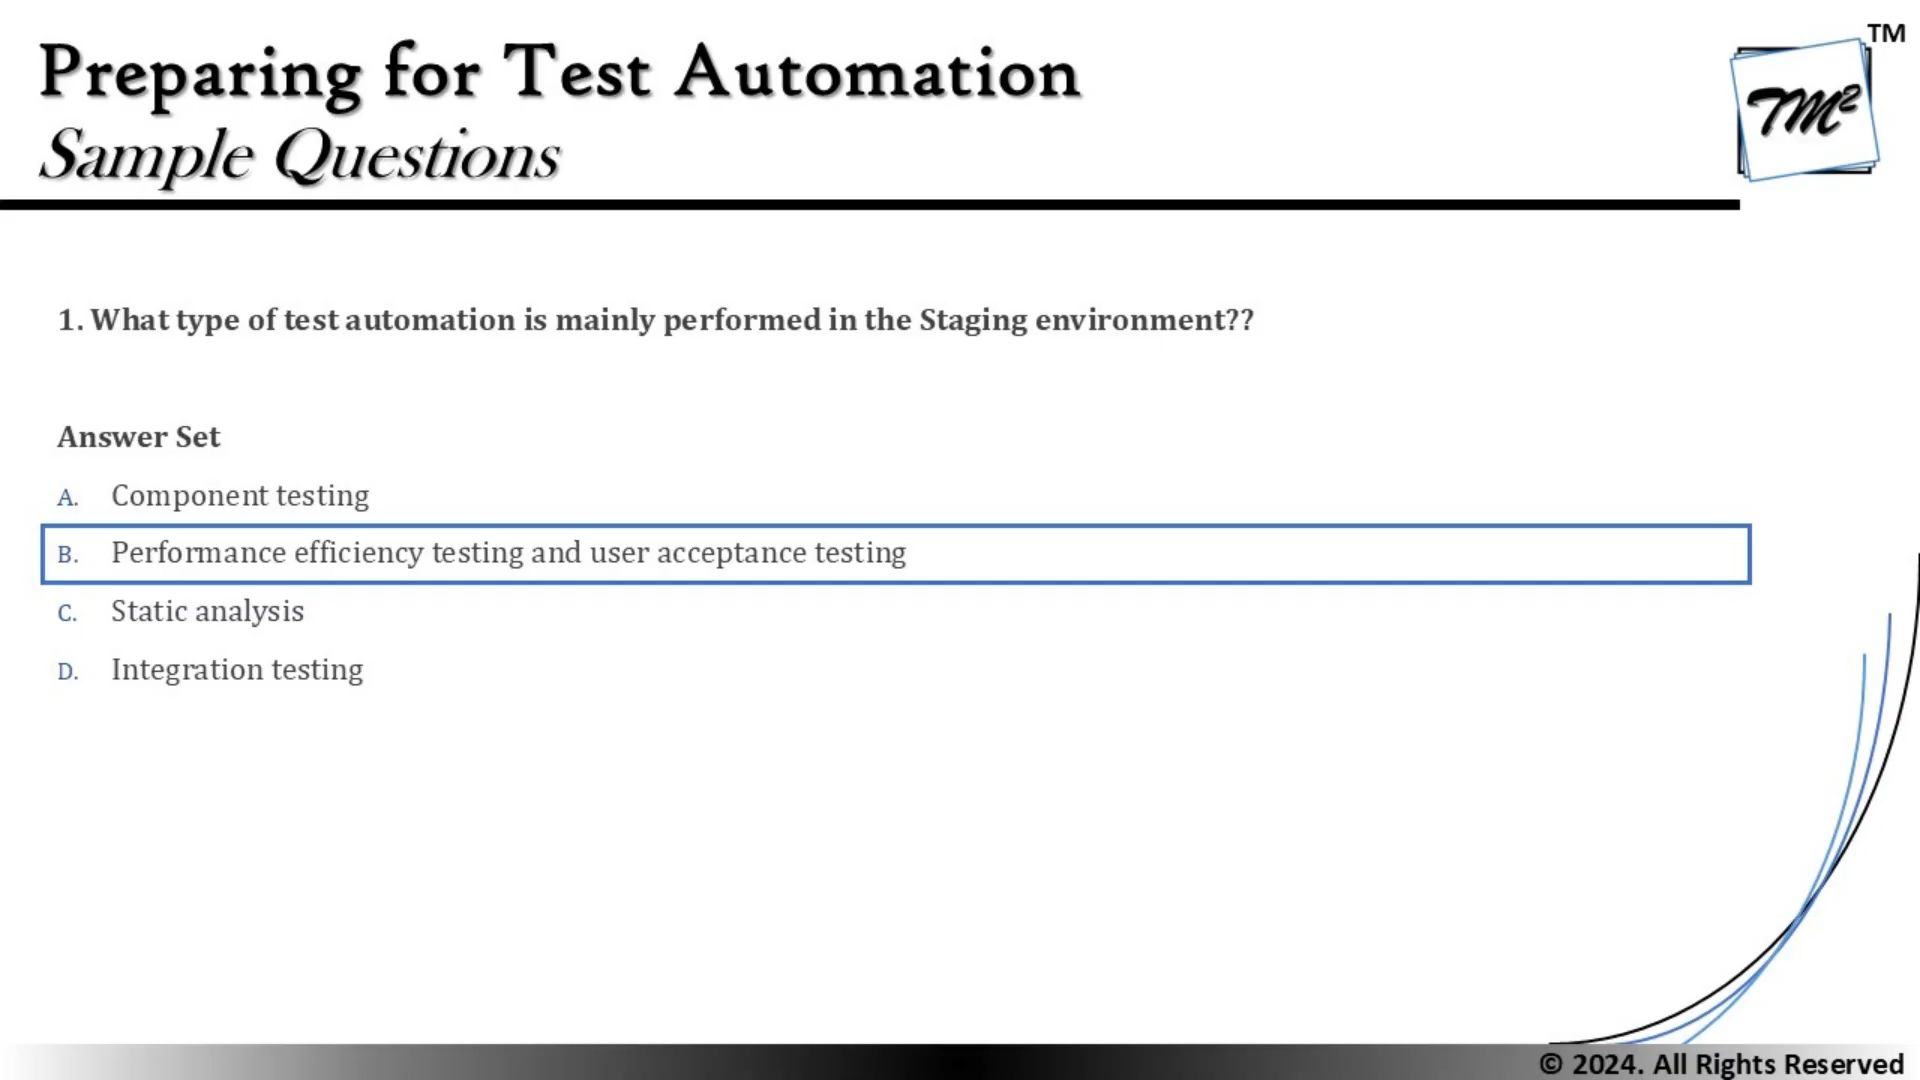 Preparing for Test Automation
Sample Questions
TM
TM²
1. What type of test automation is mainly performed in the Staging environment??
Answer Set
A. Component testing
B. Performance efficiency testing and user acceptance testing
C. Static analysis
D. Integration testing
© 2024. All Rights Reserved